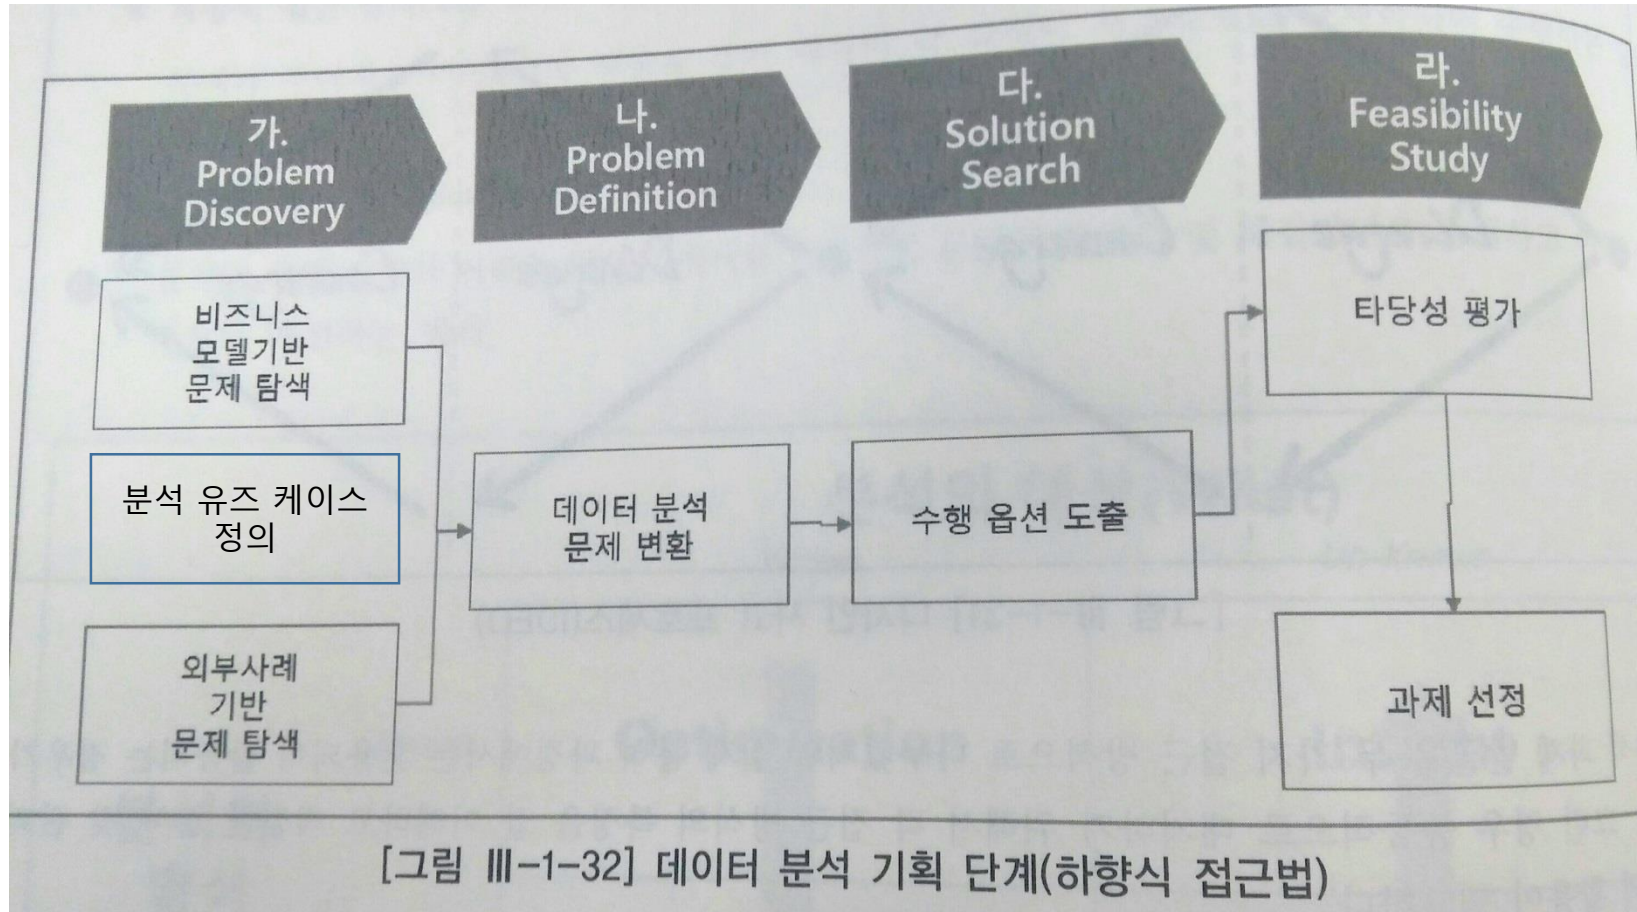 가.
Problem
Discovery
나.
Problem
Definition
다.
Solution
Search
라.
Feasibility
Study
비즈니스
모델기반
문제 탐색
분석 유즈 케이스
정의
외부사례
기반
문제 탐색
데이터 분석
문제 변환
수행 옵션 도출
타당성 평가
과제 선정
[그림 Ⅲ-1-32] 데이터 분석 기획 단계(하향식 접근법)